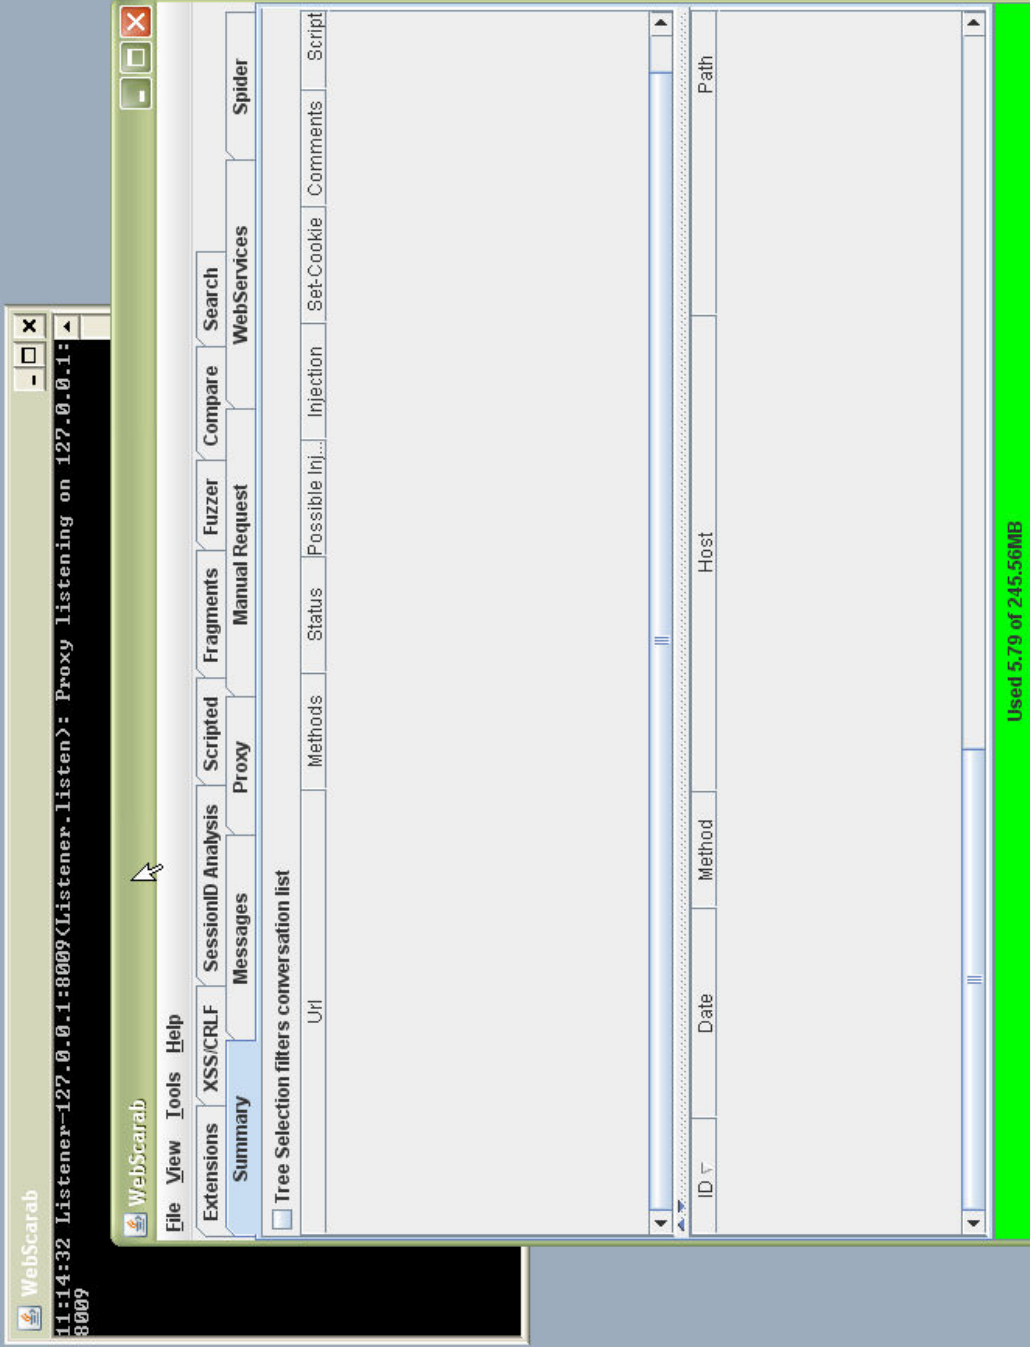 WebScarab
11:14:32 Listener-127.0.0.1:8009(Listener.listen): Proxy listening on 127.0.0.1:
8009
WebScarab
File View Tools Help
Extensions XSS/CRLF SessionID Analysis Scripted Fragments Fuzzer Compare Search
Summary Messages Proxy Manual Request WebServices Spider
Tree Selection filters conversation list
Url Methods Status Possible Inj... Injection Set-Cookie Comments Script
ID Date Method Host Path
Used 5.79 of 245.56MB